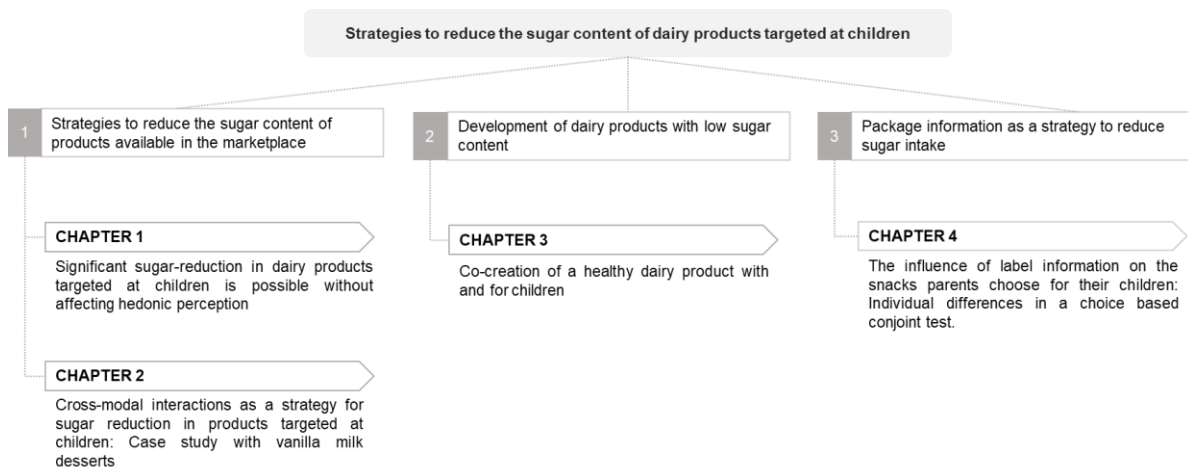 Strategies to reduce the sugar content of dairy products targeted at children
1
Strategies to reduce the sugar content of
products available in the marketplace
CHAPTER 1
Significant sugar-reduction in dairy products
targeted at children is possible without
affecting hedonic perception
CHAPTER 2
Cross-modal interactions as a strategy for
sugar reduction in products targeted at
children: Case study with vanilla milk
desserts
2
Development of dairy products with low sugar
content
CHAPTER 3
Co-creation of a healthy dairy product with
and for children
3
Package information as a strategy to reduce
sugar intake
CHAPTER 4
The influence of label information on the
snacks parents choose for their children:
Individual differences in a choice based
conjoint test.